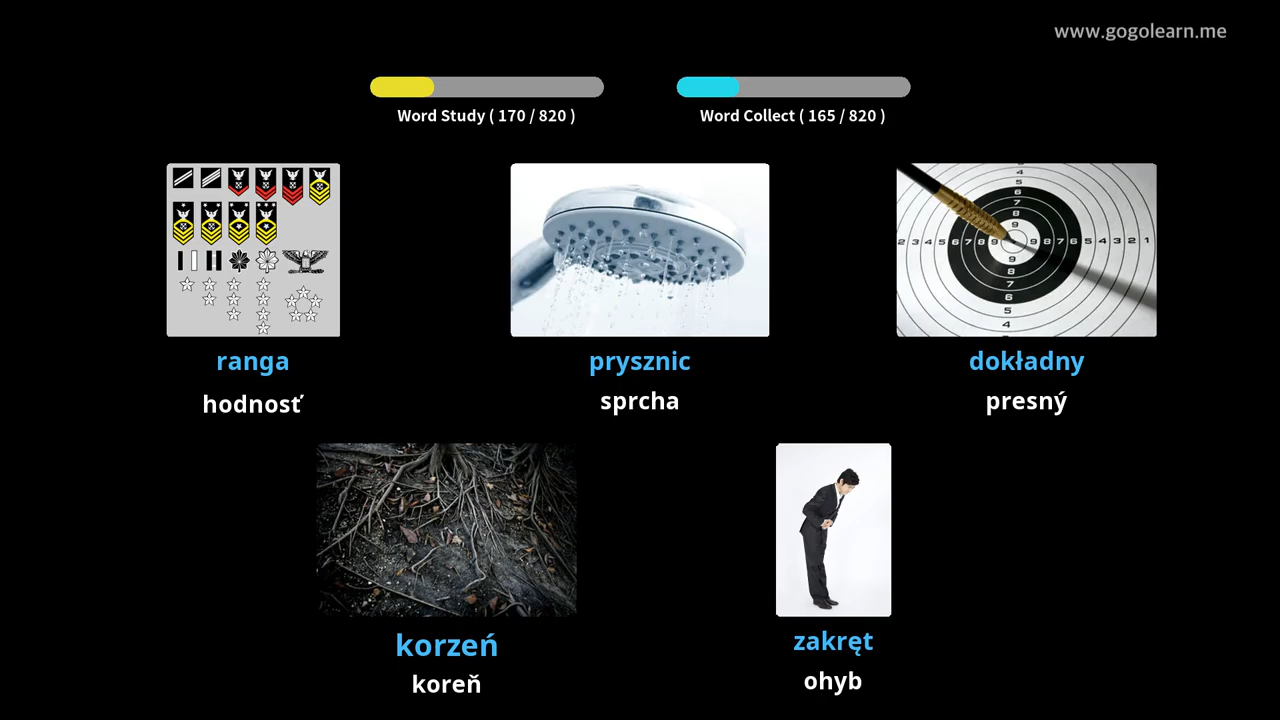 www.gogolearn.me
Word Study ( 170 / 820 )
Word Collect ( 165 / 820 )
ranga
hodnosť
prysznic
sprcha
dokładny
presný
korzeń
koreň
zakręt
ohyb